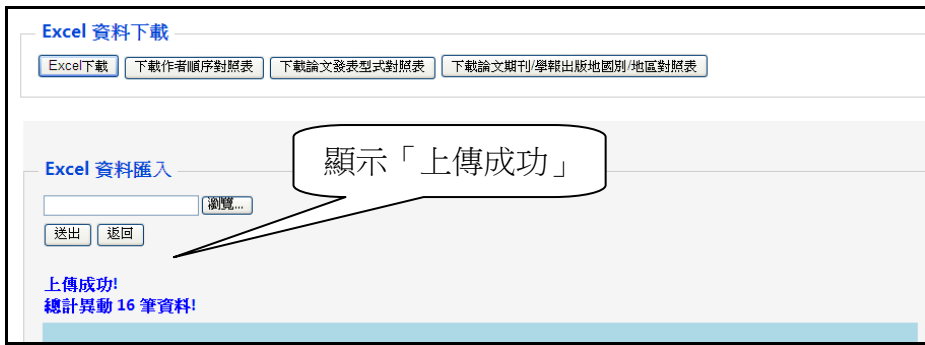 Excel 資料下載
Excel下載 下載作者順序對照表 下載論文發表型式對照表 下載論文期刊/學報出版地國別/地區對照表
顯示「上傳成功」
Excel 資料匯入
瀏覽...
送出 返回
上傳成功!
總計異動 16 筆資料!